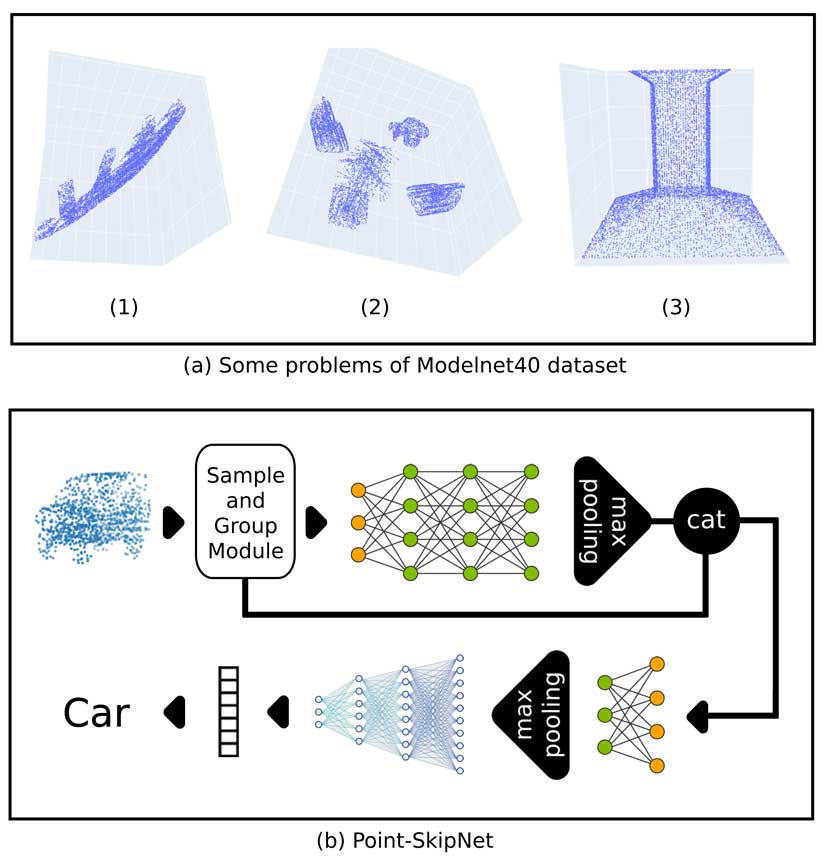 (1)
(2)
(3)
(a) Some problems of Modelnet40 dataset
Sample
and
Group
Module
max
pooling
cat
max
pooling
Car
(b) Point-SkipNet